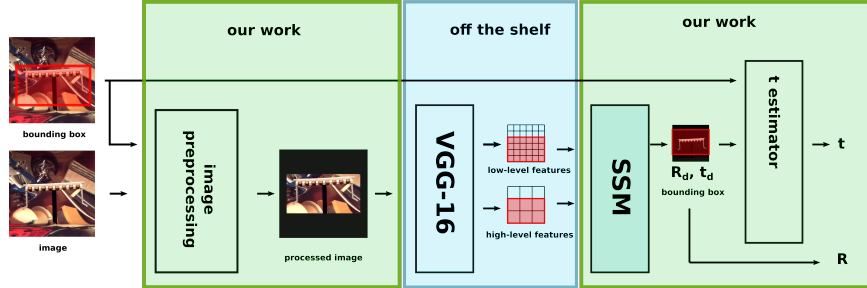 our work
off the shelf
our work
bounding box
image
image
preprocessing
processed image
VGG-16
low-level features
high-level features
SSM
R_d, t_d
bounding box
t estimator
t
R